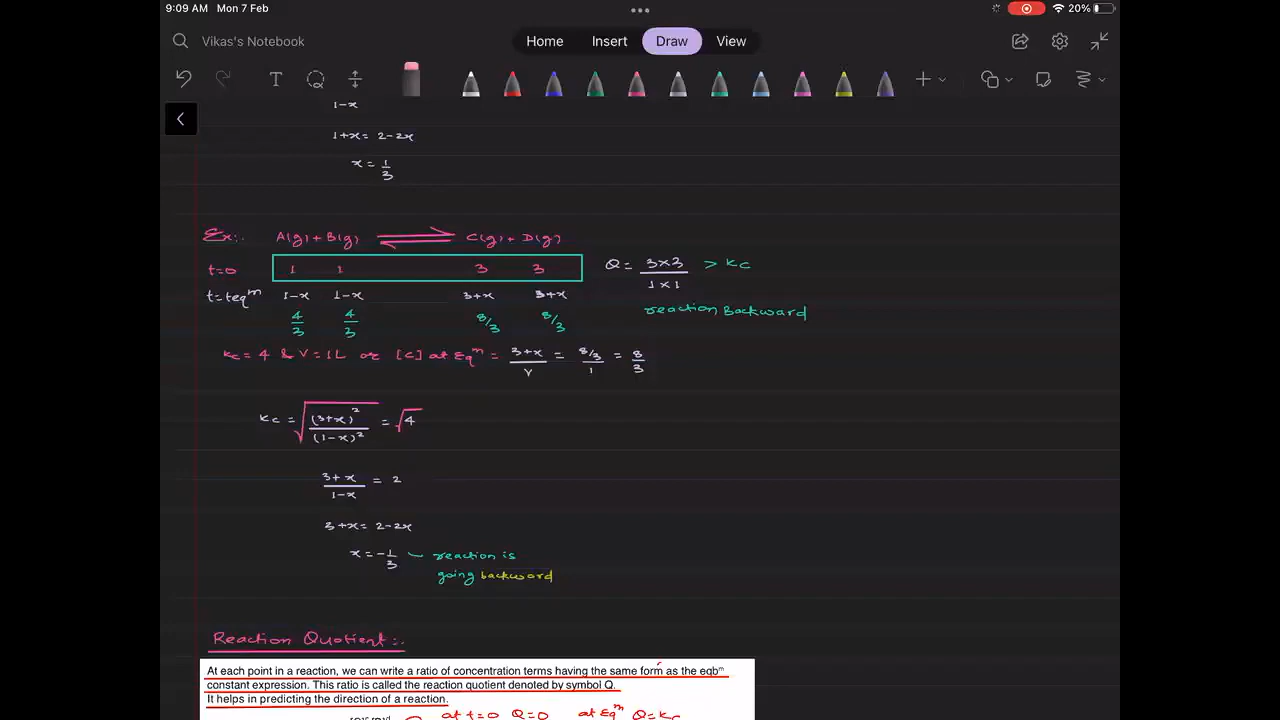 9:09 AM Mon 7 Feb
20%
Vikas's Notebook Home Insert Draw View
1-x
1+x = 2-2x
x = 1/3
Ex:- A(g) + B(g) ⇌ C(g) + D(g)
t=0 1 1 3 3 Q = 3×3/1×1 > Kc
t=teqm 1-x 1-x 3+x 3+x
4/3 4/3 8/3 8/3 reaction Backward
Kc = 4 & V = 1L or [C] at Eqm = 3+x/V = 8/3/1 = 8/3
Kc = √(3+x)²/(1-x)² = √4
3+x/1-x = 2
3+x = 2-2x
x = -1/3 reaction is
going backward
Reaction Quotient:-
At each point in a reaction, we can write a ratio of concentration terms having the same form as the eqbm
constant expression. This ratio is called the reaction quotient denoted by symbol Q.
It helps in predicting the direction of a reaction.
at t=0 Q=0 at Eqm Q=Kc